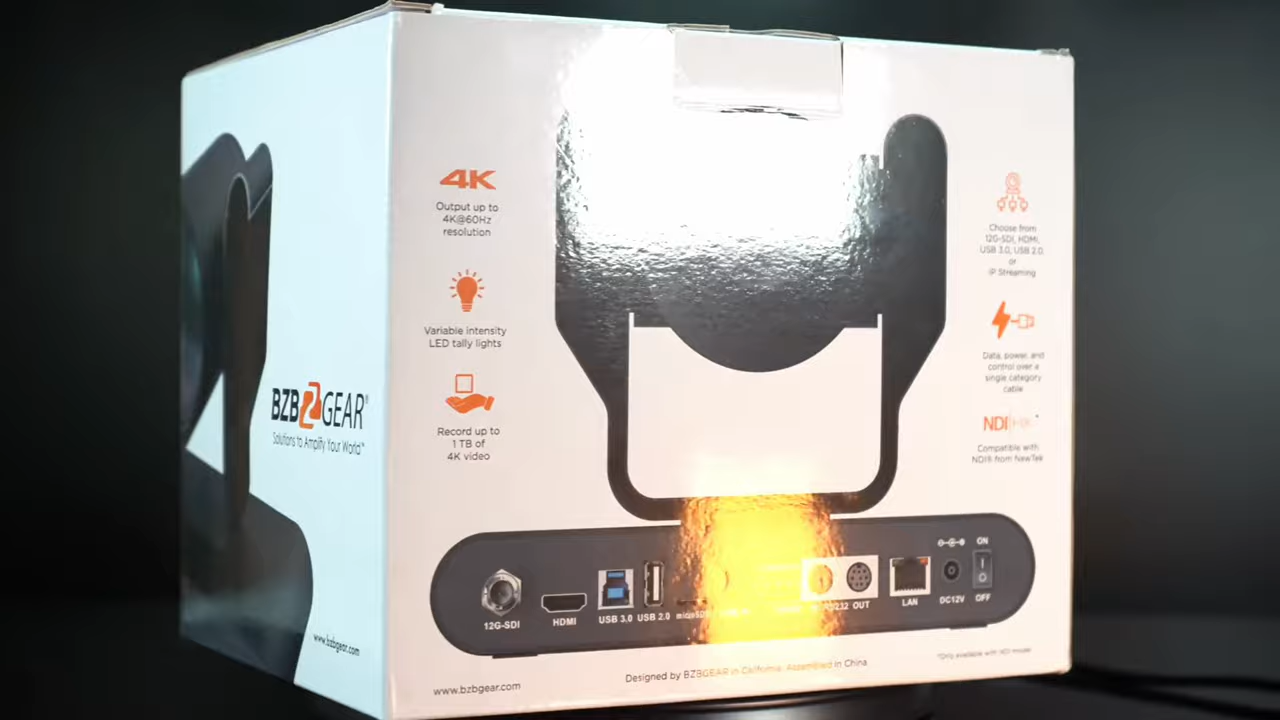 BZBGEAR®
Solutions to Amplify Your World™
www.bzbgear.com
4K
Output up to
4K@60Hz
resolution
Variable intensity
LED tally lights
Record up to
1 TB of
4K video
Choose from
12G-SDI, HDMI,
USB 3.0, USB 2.0
or
IP Streaming
Data, power, and
control over a
single category
cable
NDI
Compatible with
NDI® from NewTek
12G-SDI
HDMI
USB 3.0
USB 2.0
microSD
OUT
LAN
DC12V
ON
OFF
*Only available with NDI model
Designed by BZBGEAR in California. Assembled in China
www.bzbgear.com